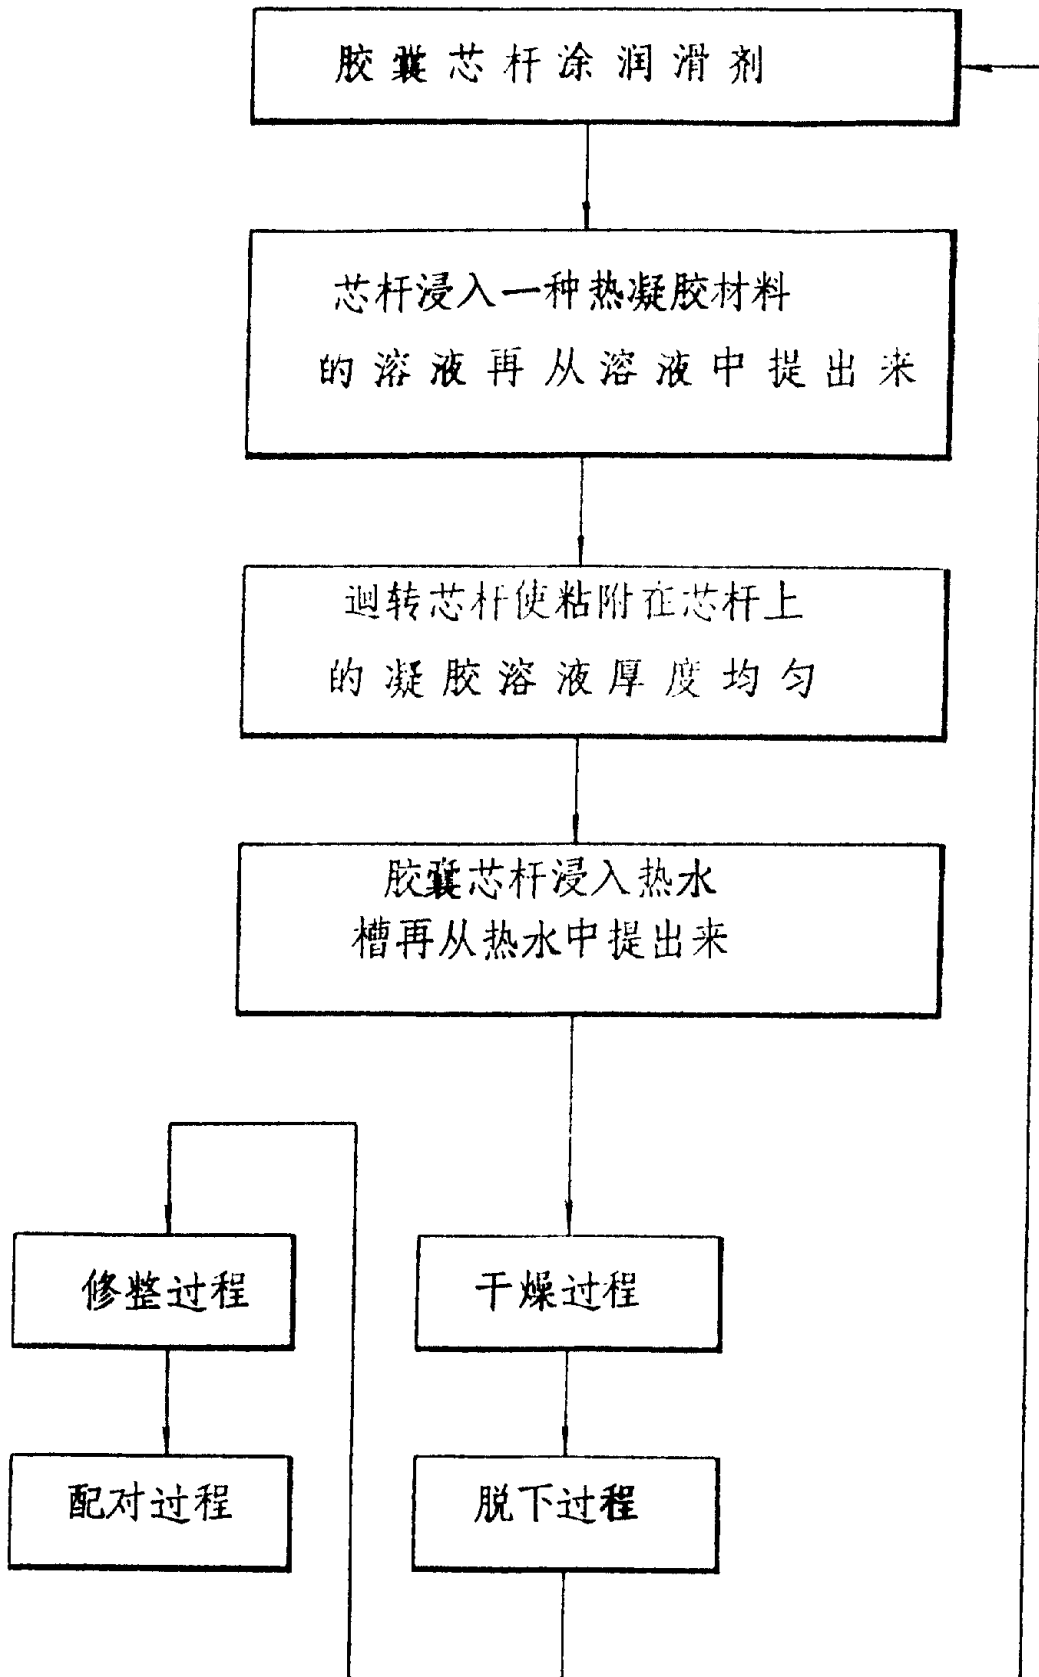 胶囊芯杆涂润滑剂
芯杆浸入一种热凝胶材料
的溶液再从溶液中提出来
迴转芯杆使粘附在芯杆上
的凝胶溶液厚度均匀
胶囊芯杆浸入热水
槽再从热水中提出来
修整过程
干燥过程
配对过程
脱下过程